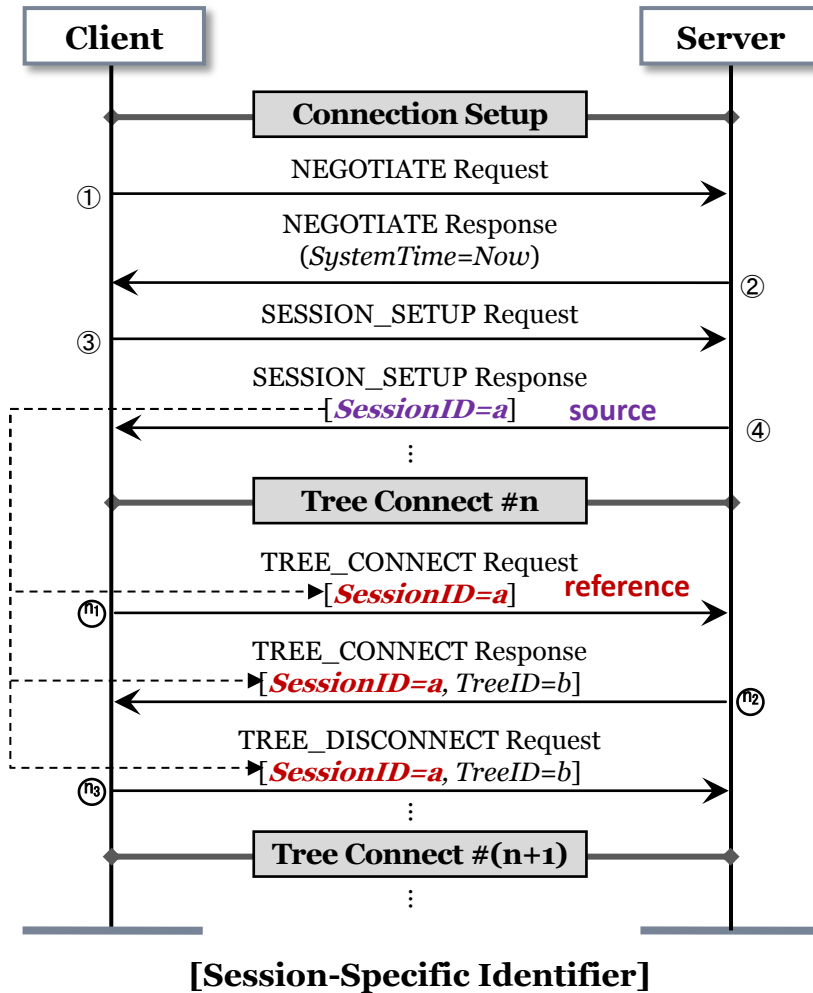 Client
Server
Connection Setup
NEGOTIATE Request
①
NEGOTIATE Response
(SystemTime=Now)
②
SESSION_SETUP Request
③
SESSION_SETUP Response
[SessionID=a] source
④
⋮
Tree Connect #n
TREE_CONNECT Request
[SessionID=a] reference
n₁
TREE_CONNECT Response
[SessionID=a, TreeID=b]
n₂
TREE_DISCONNECT Request
[SessionID=a, TreeID=b]
n₃
⋮
Tree Connect #(n+1)
⋮
[Session-Specific Identifier]